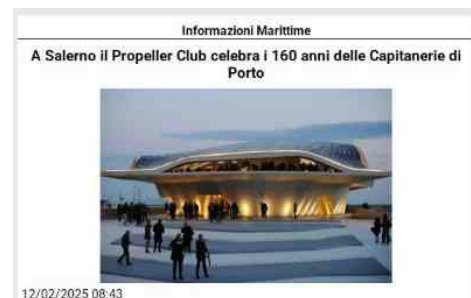 Informazioni Marittime
A Salerno il Propeller Club celebra i 160 anni delle Capitanerie di
Porto
12/02/2025 08:43